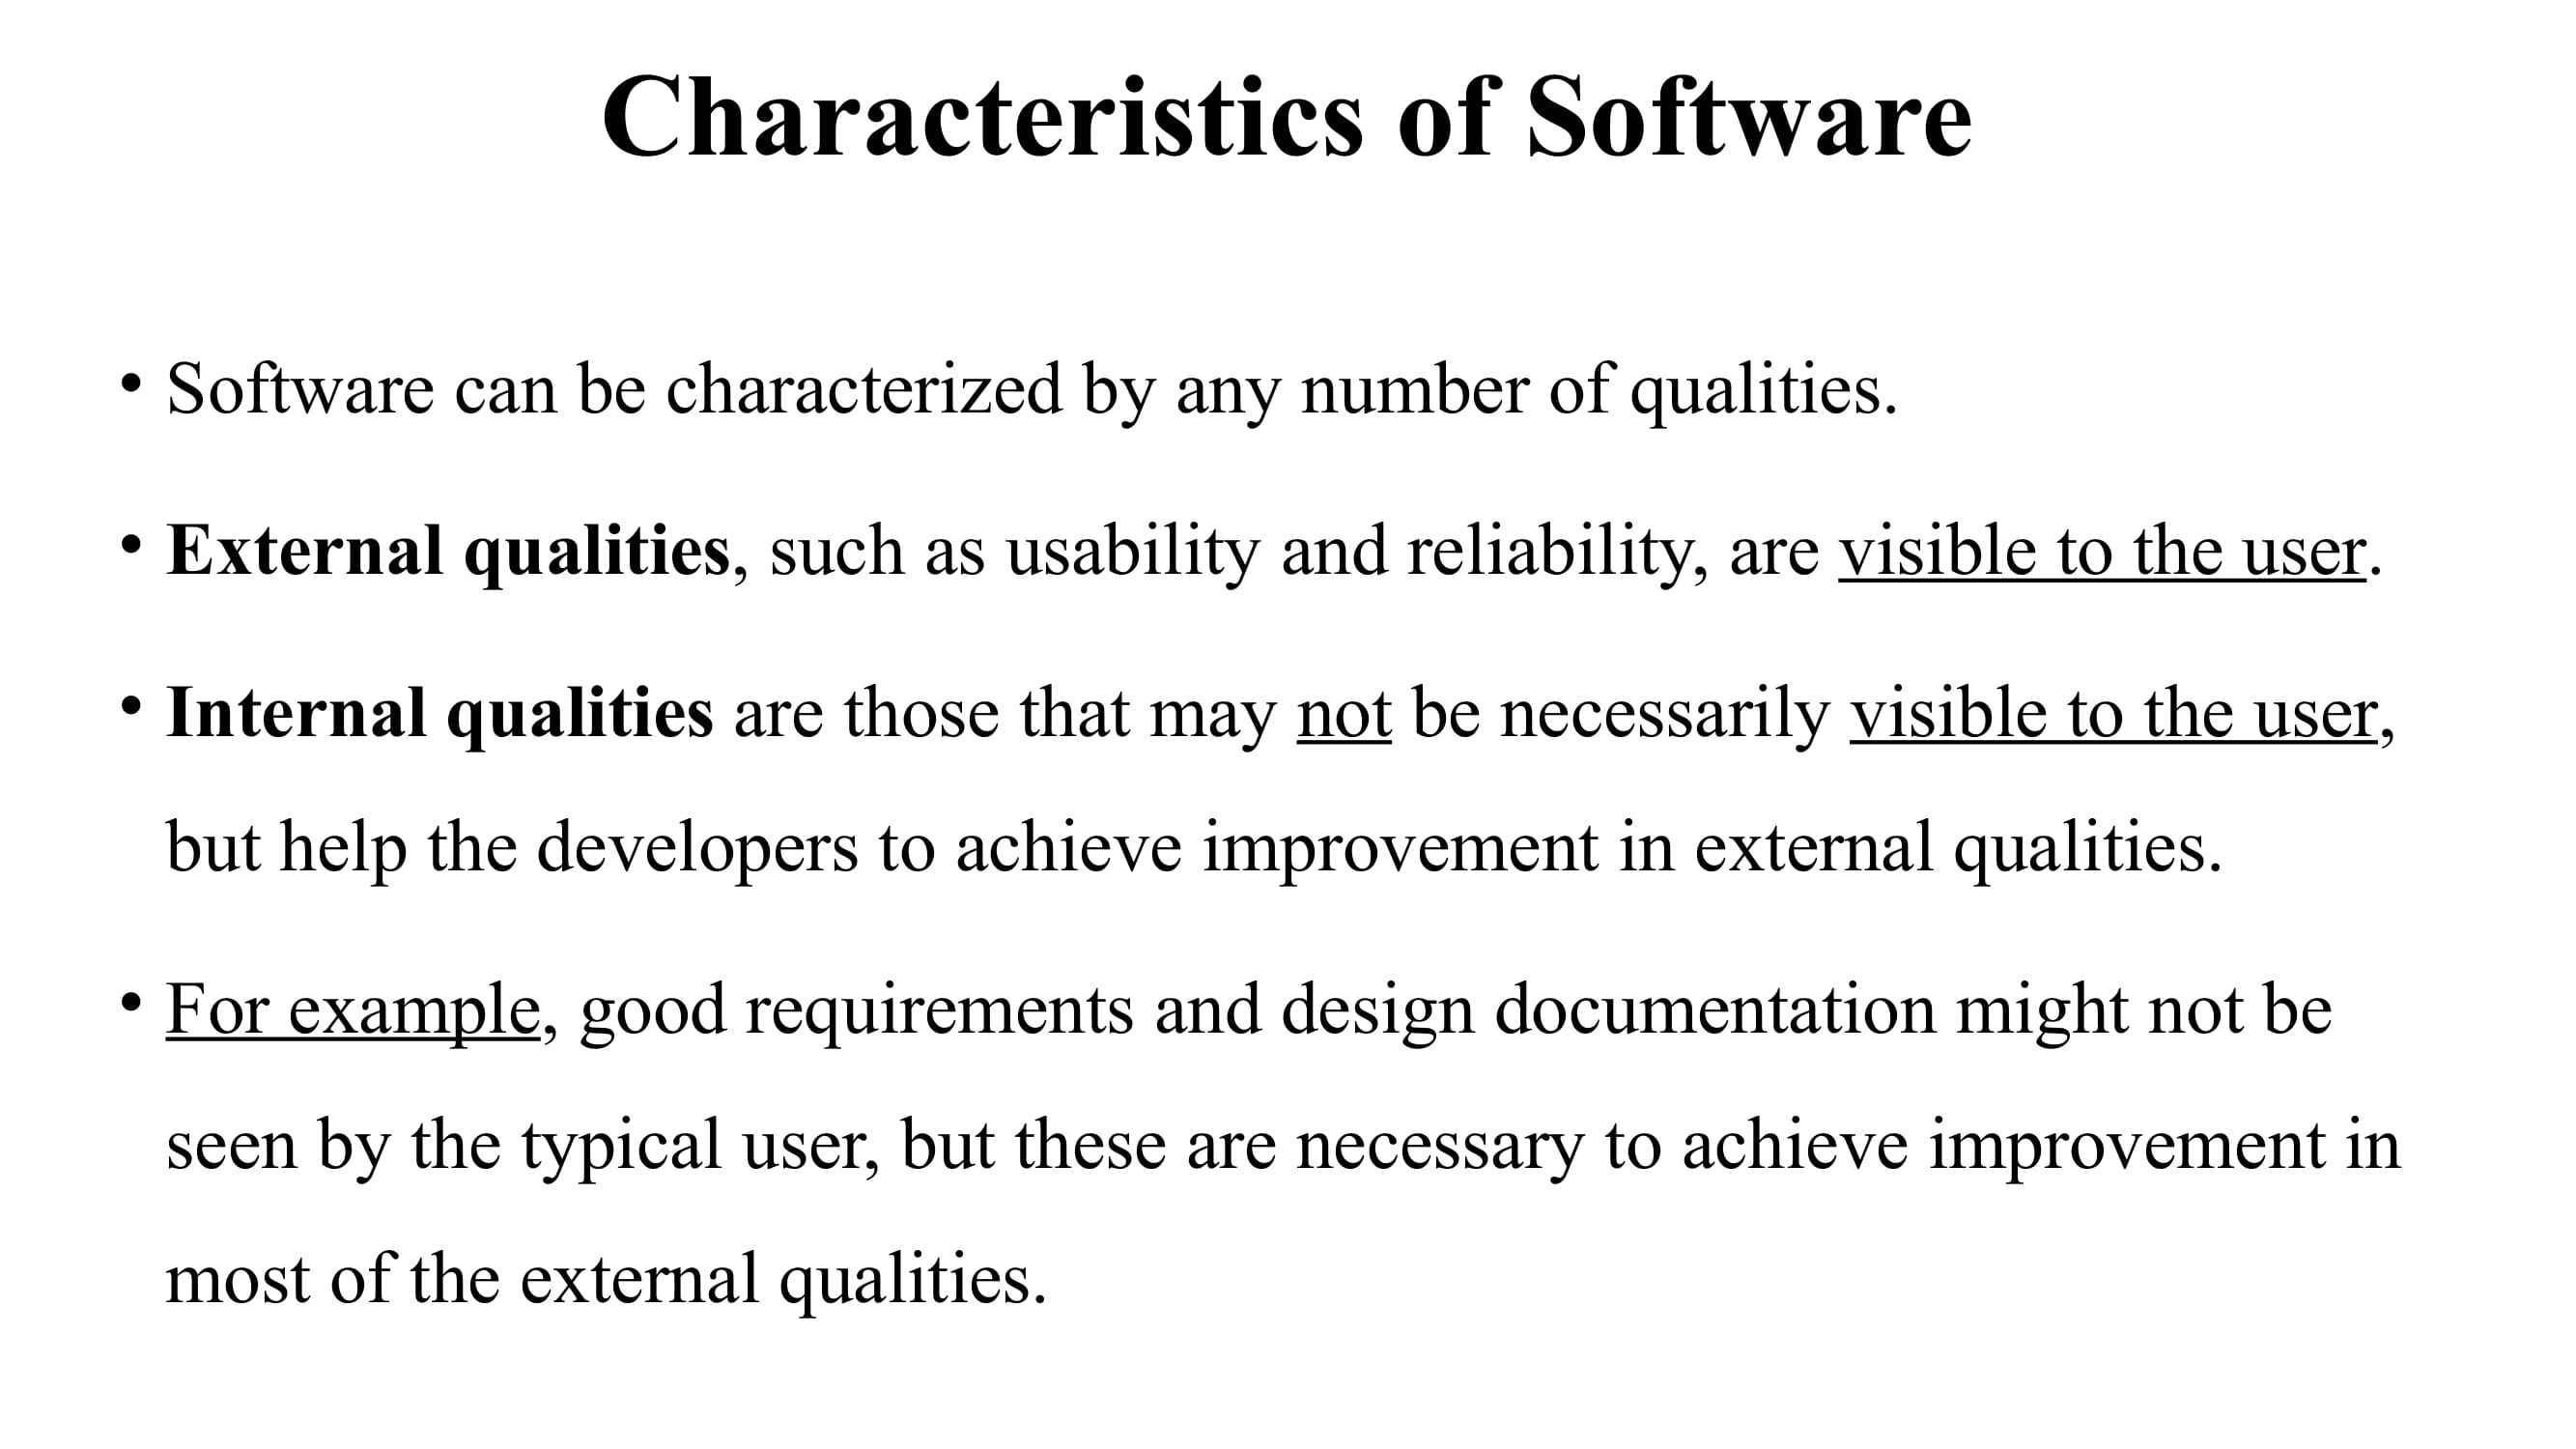 Characteristics of Software
• Software can be characterized by any number of qualities.
• External qualities, such as usability and reliability, are visible to the user.
• Internal qualities are those that may not be necessarily visible to the user,
but help the developers to achieve improvement in external qualities.
• For example, good requirements and design documentation might not be
seen by the typical user, but these are necessary to achieve improvement in
most of the external qualities.